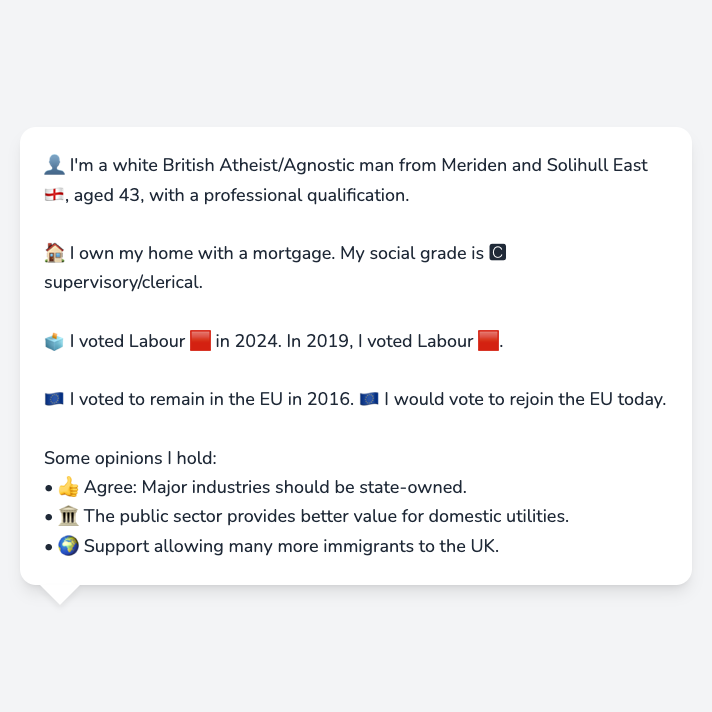 👤 I'm a white British Atheist/Agnostic man from Meriden and Solihull East
🏴󠁧󠁢󠁥󠁮󠁧󠁿, aged 43, with a professional qualification.
🏠 I own my home with a mortgage. My social grade is 🅲
supervisory/clerical.
🗳️ I voted Labour 🟥 in 2024. In 2019, I voted Labour 🟥.
🇪🇺 I voted to remain in the EU in 2016. 🇪🇺 I would vote to rejoin the EU today.
Some opinions I hold:
• 👍 Agree: Major industries should be state-owned.
• 🏛️ The public sector provides better value for domestic utilities.
• 🌍 Support allowing many more immigrants to the UK.